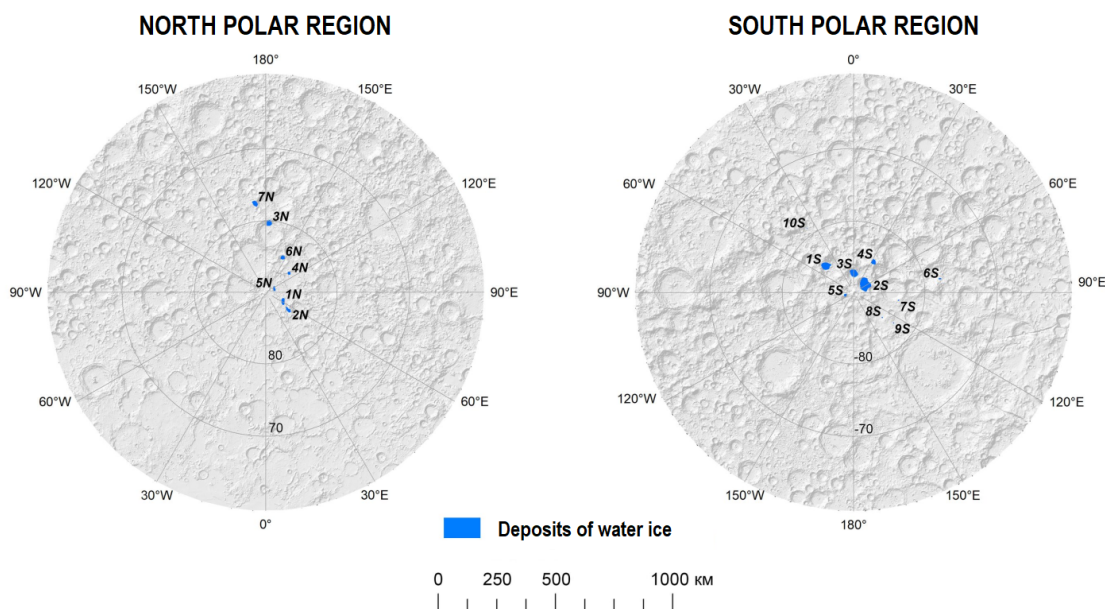 NORTH POLAR REGION
180°
150°W
150°E
120°W
120°E
7N
3N
6N
4N
5N
1N
2N
90°W
90°E
80
60°W
60°E
70
30°W
30°E
0°
SOUTH POLAR REGION
0°
30°W
30°E
60°W
60°E
10S
1S
3S
4S
6S
5S
2S
90°W
90°E
7S
8S
9S
-80
120°W
120°E
-70
150°W
150°E
180°
Deposits of water ice
0 250 500 1000 км